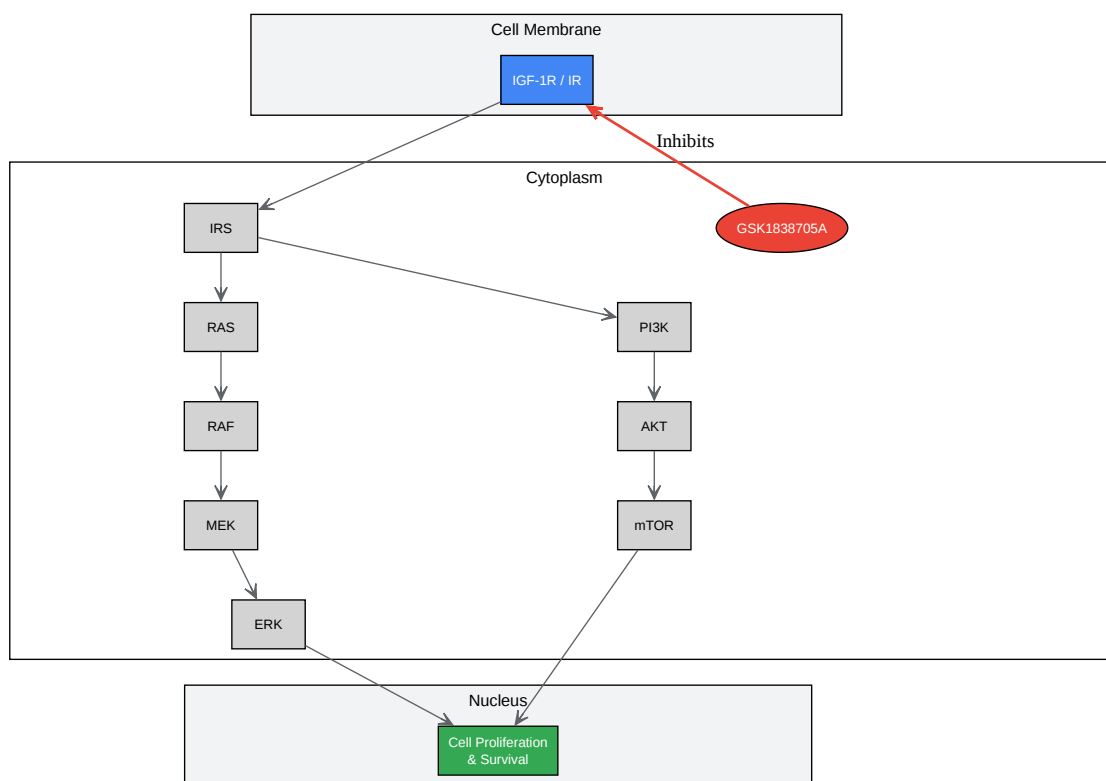 Cell Membrane
IGF-1R / IR
Inhibits
Cytoplasm
IRS
GSK1838705A
RAS
PI3K
RAF
AKT
MEK
mTOR
ERK
Nucleus
Cell Proliferation
& Survival